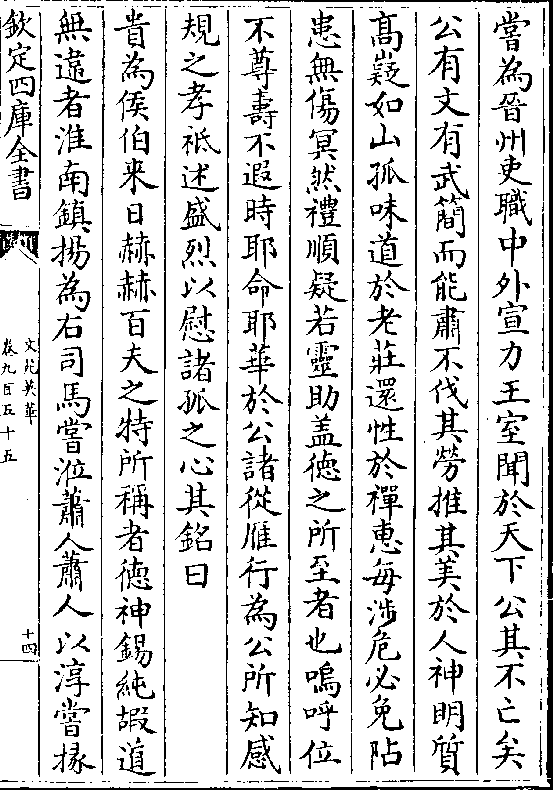 嘗為晉州吏職中外宣力王室聞於天下公其不亡矣
公有文有武簡而能肅不伐其勞推其美於人神明質
髙嶷如山孤味道於老莊還性於禪惠每涉危必免阽
患無傷冥然禮順疑若靈助盖徳之所至者也嗚呼位
不尊壽不遐時耶命耶華於公諸從雁行為公所知感
規之孝祗述盛烈以慰諸孤之心其銘曰
貴為侯伯来日赫赫百夫之特所稱者徳神錫純嘏道
無違者淮南鎮揚為右司馬嘗涖蕭人蕭人以淳嘗掾
欽定四庫全書
文苑英華
卷九百五十五
十四